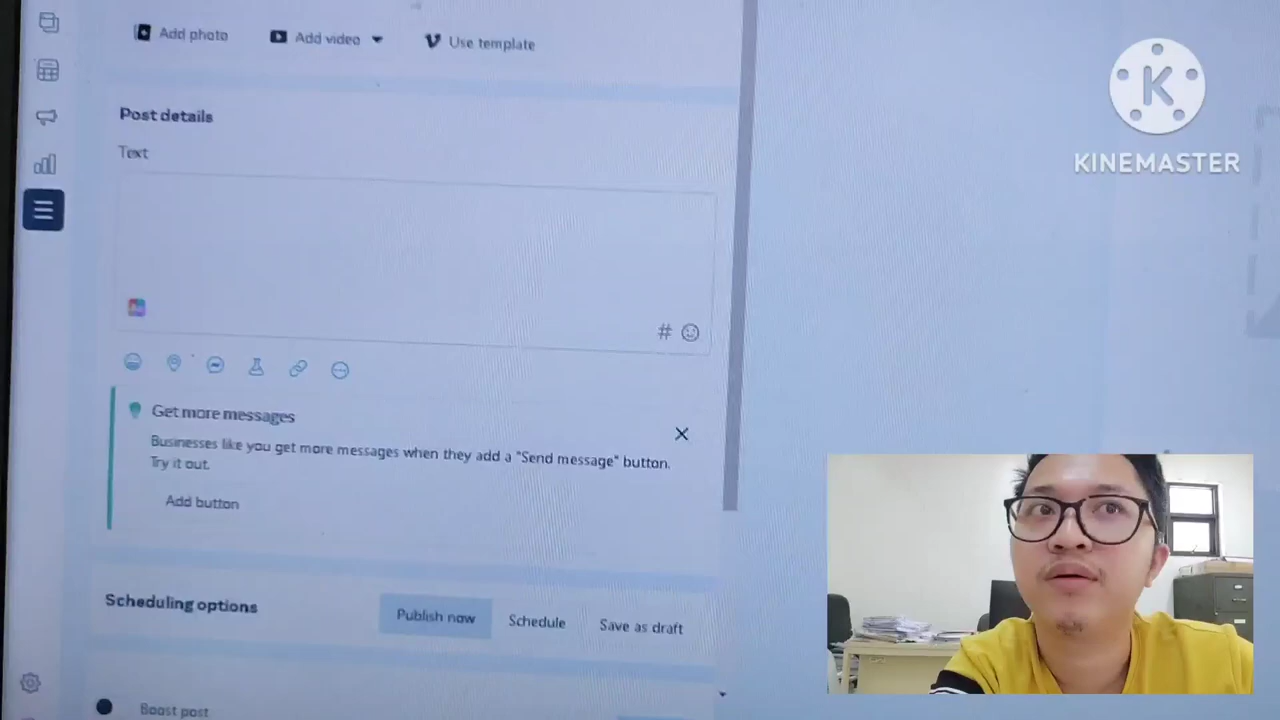 Add photo
Add video
Use template
KINEMASTER
Post details
Text
Get more messages
Businesses like you get more messages when they add a "Send message" button.
Try it out.
Add button
Scheduling options
Publish now
Schedule
Save as draft
Boost post